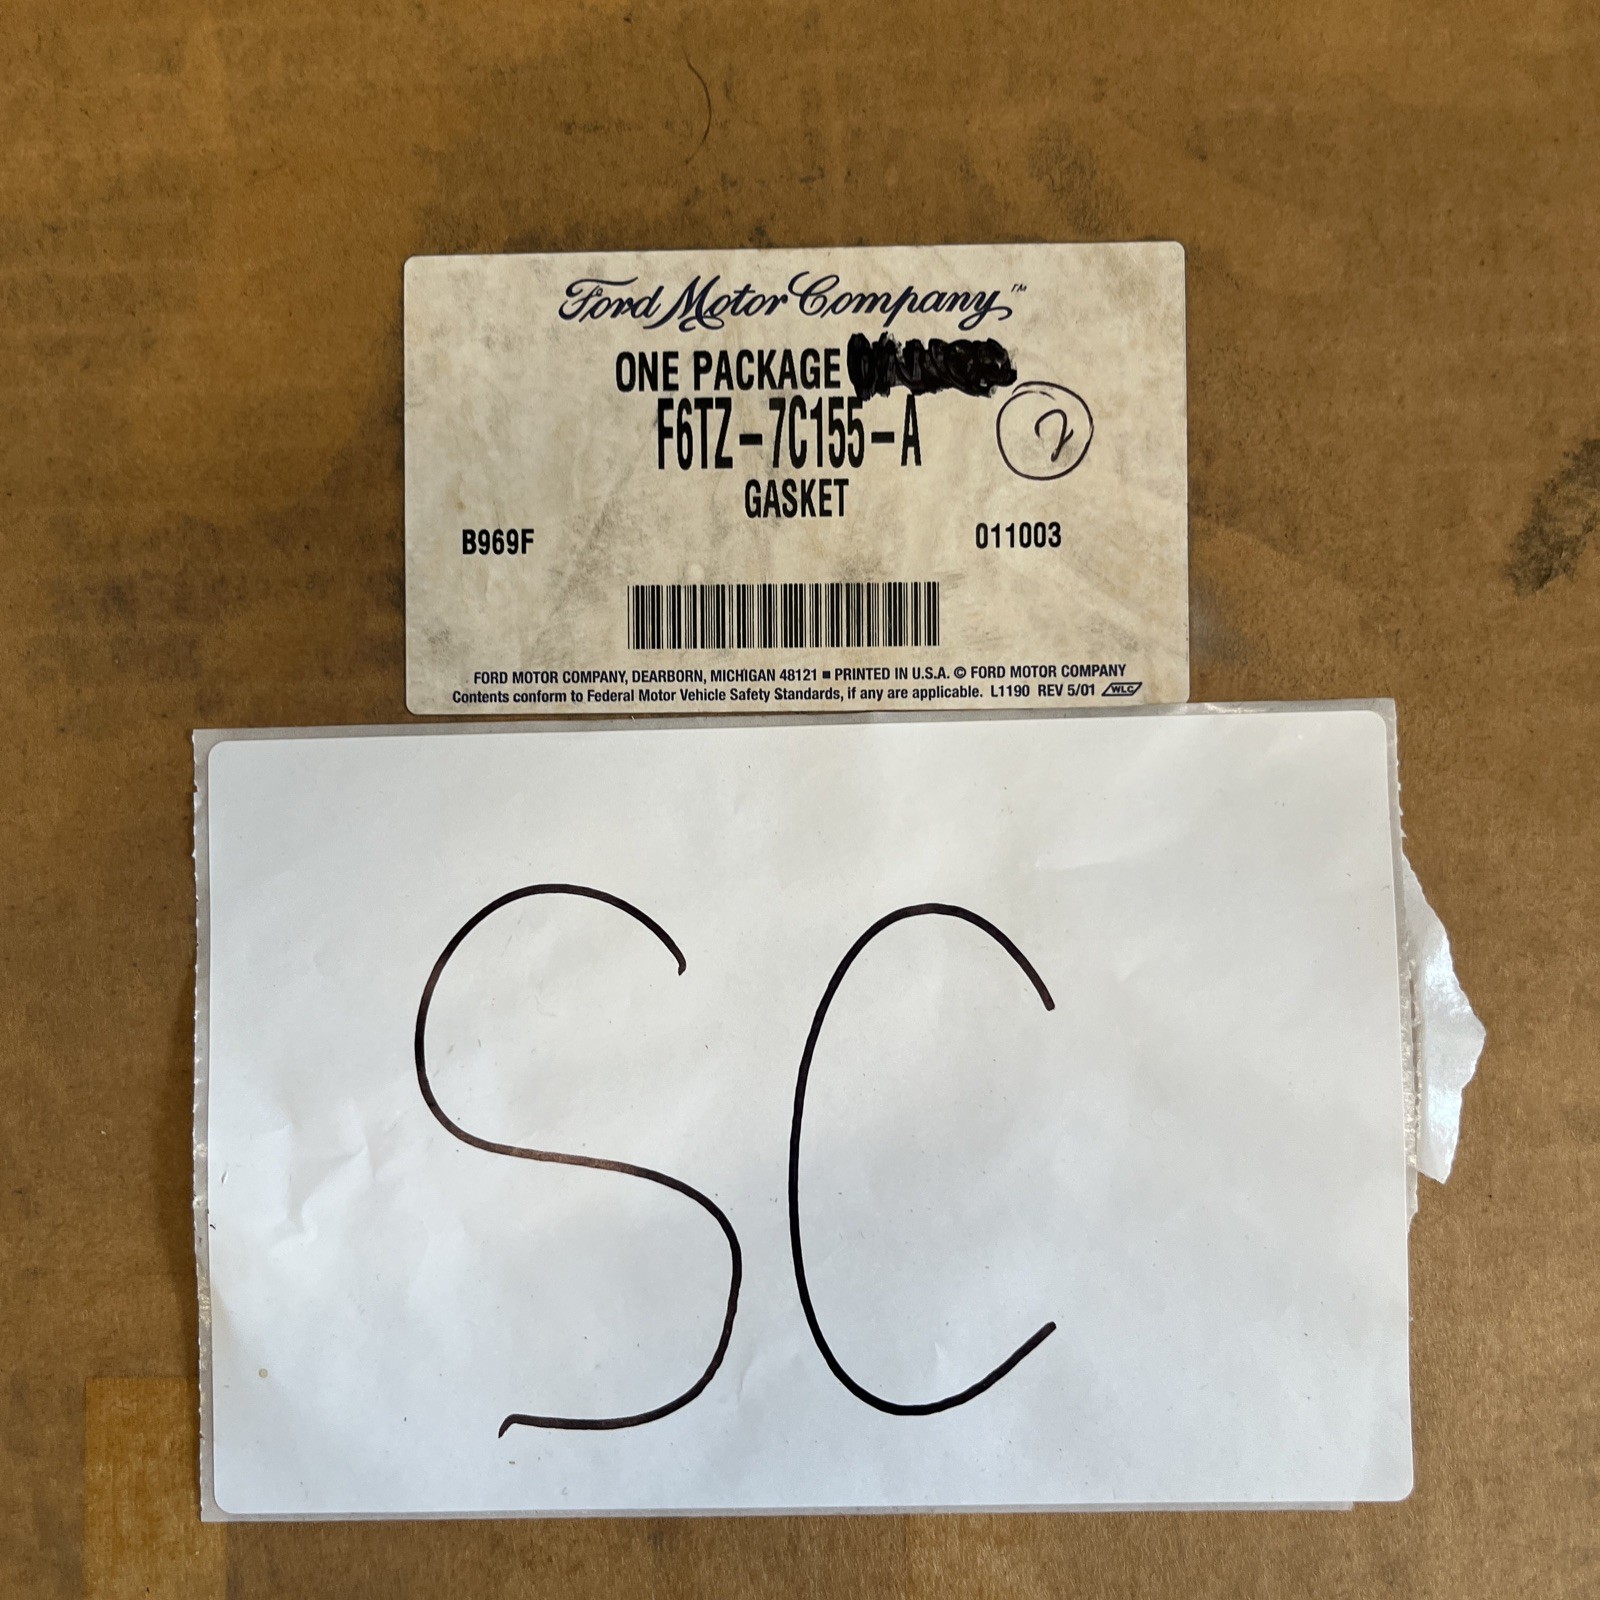 Ford Motor Company™
ONE PACKAGE
F6TZ-7C155-A
2
GASKET
B969F 011003
FORD MOTOR COMPANY, DEARBORN, MICHIGAN 48121 ■ PRINTED IN U.S.A. © FORD MOTOR COMPANY
Contents conform to Federal Motor Vehicle Safety Standards, if any are applicable. L1190 REV 5/01 WLC
SC